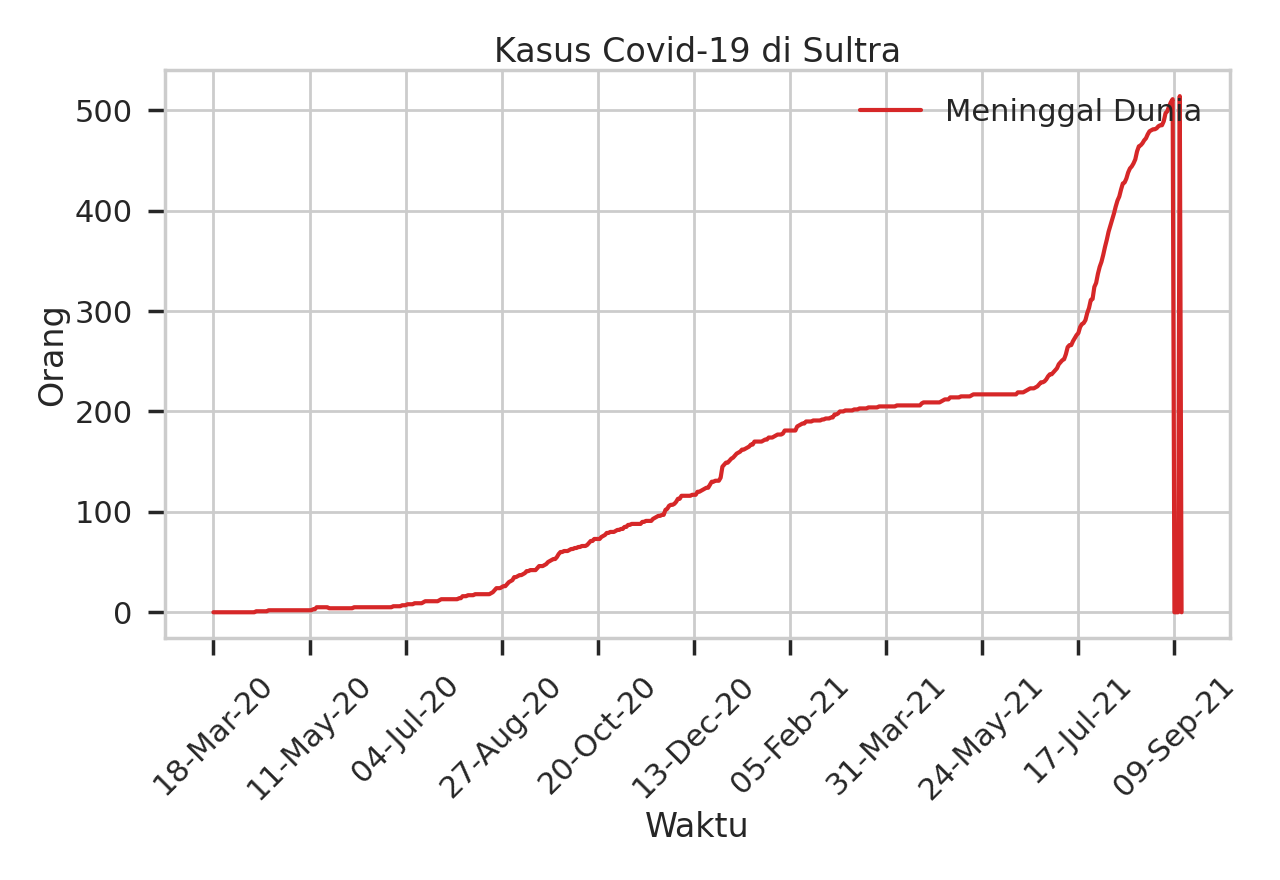 Kasus Covid-19 di Sultra
Meninggal Dunia
500
400
300
200
100
0
Orang
18-Mar-20
11-May-20
04-Jul-20
27-Aug-20
20-Oct-20
13-Dec-20
05-Feb-21
31-Mar-21
24-May-21
17-Jul-21
09-Sep-21
Waktu